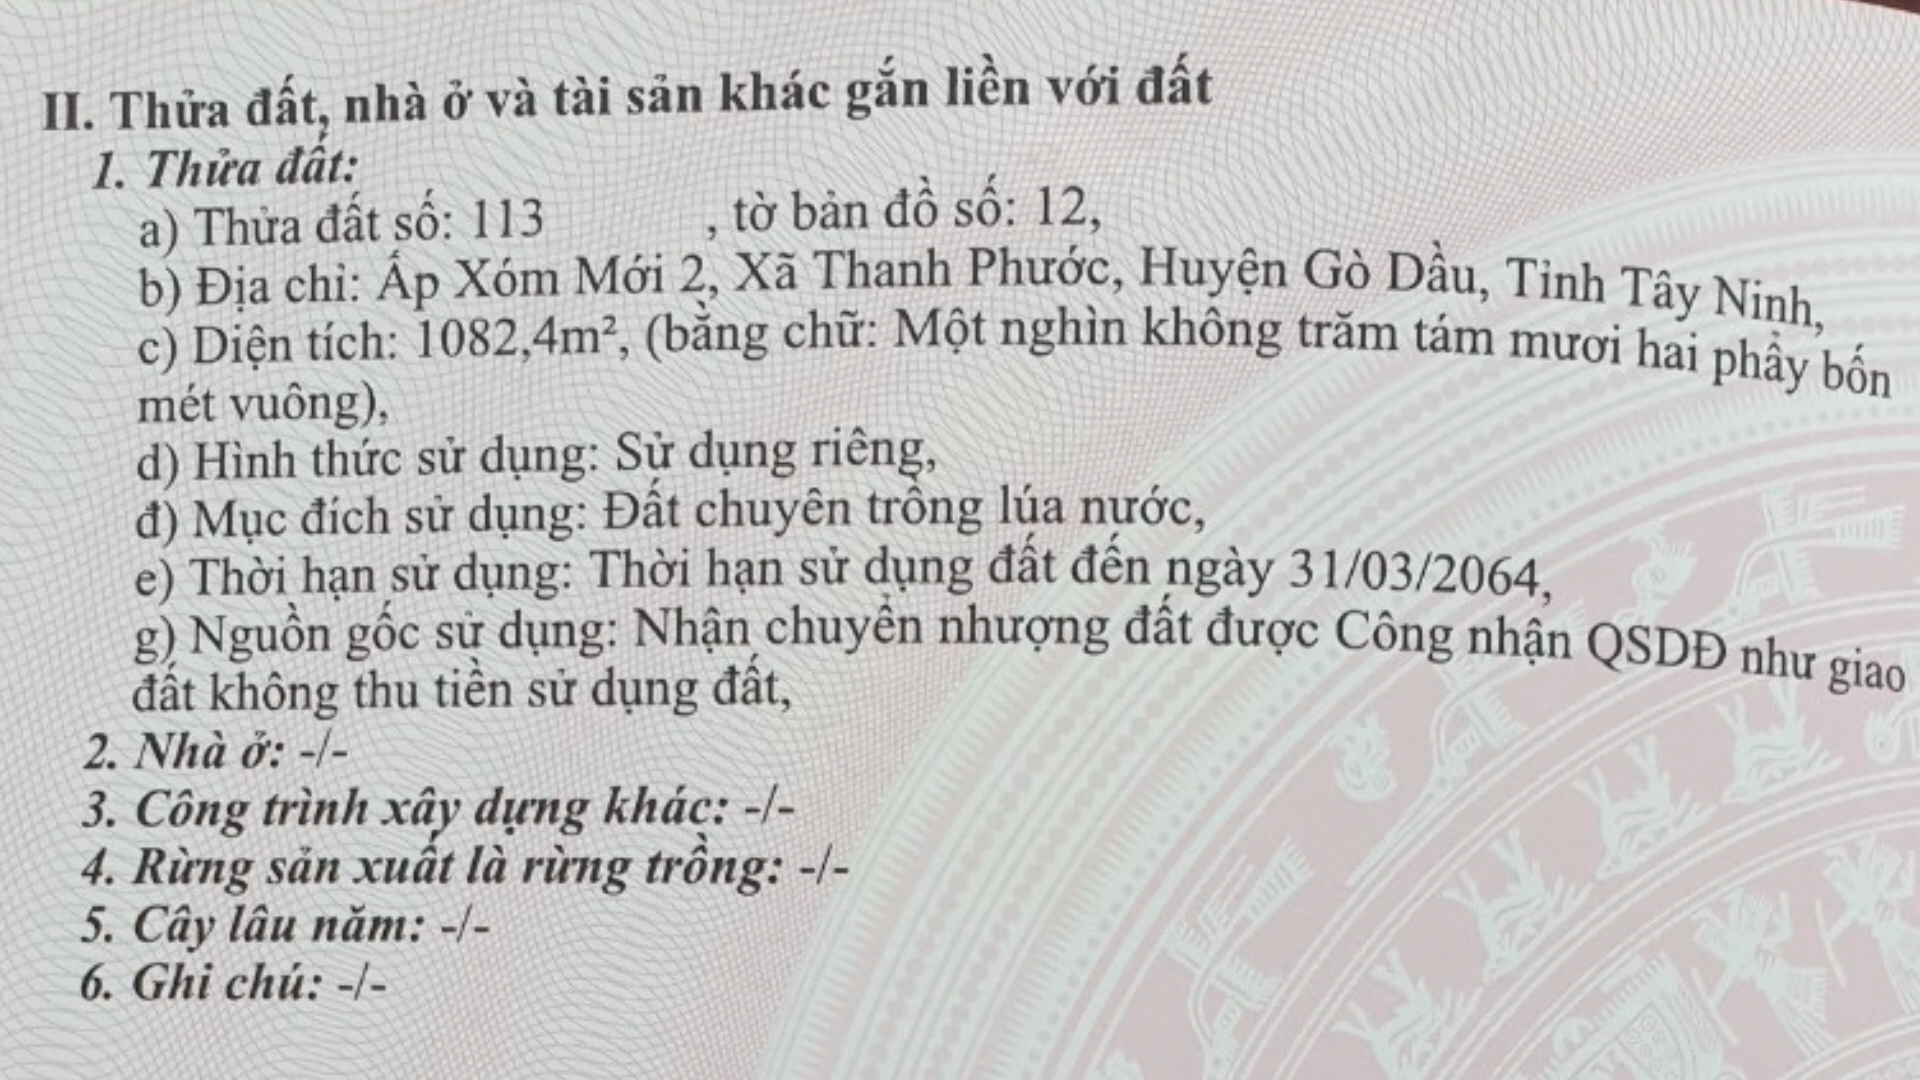 II. Thửa đất, nhà ở và tài sản khác gắn liền với đất
1. Thửa đất:
a) Thửa đất số: 113 , tờ bản đồ số: 12,
b) Địa chỉ: Ấp Xóm Mới 2, Xã Thanh Phước, Huyện Gò Dầu, Tỉnh Tây Ninh,
c) Diện tích: 1082,4m², (bằng chữ: Một nghìn không trăm tám mươi hai phẩy bốn
mét vuông),
d) Hình thức sử dụng: Sử dụng riêng,
đ) Mục đích sử dụng: Đất chuyên trồng lúa nước,
e) Thời hạn sử dụng: Thời hạn sử dụng đất đến ngày 31/03/2064,
g) Nguồn gốc sử dụng: Nhận chuyển nhượng đất được Công nhận QSDĐ như giao
đất không thu tiền sử dụng đất,
2. Nhà ở: -/-
3. Công trình xây dựng khác: -/-
4. Rừng sản xuất là rừng trồng: -/-
5. Cây lâu năm: -/-
6. Ghi chú: -/-